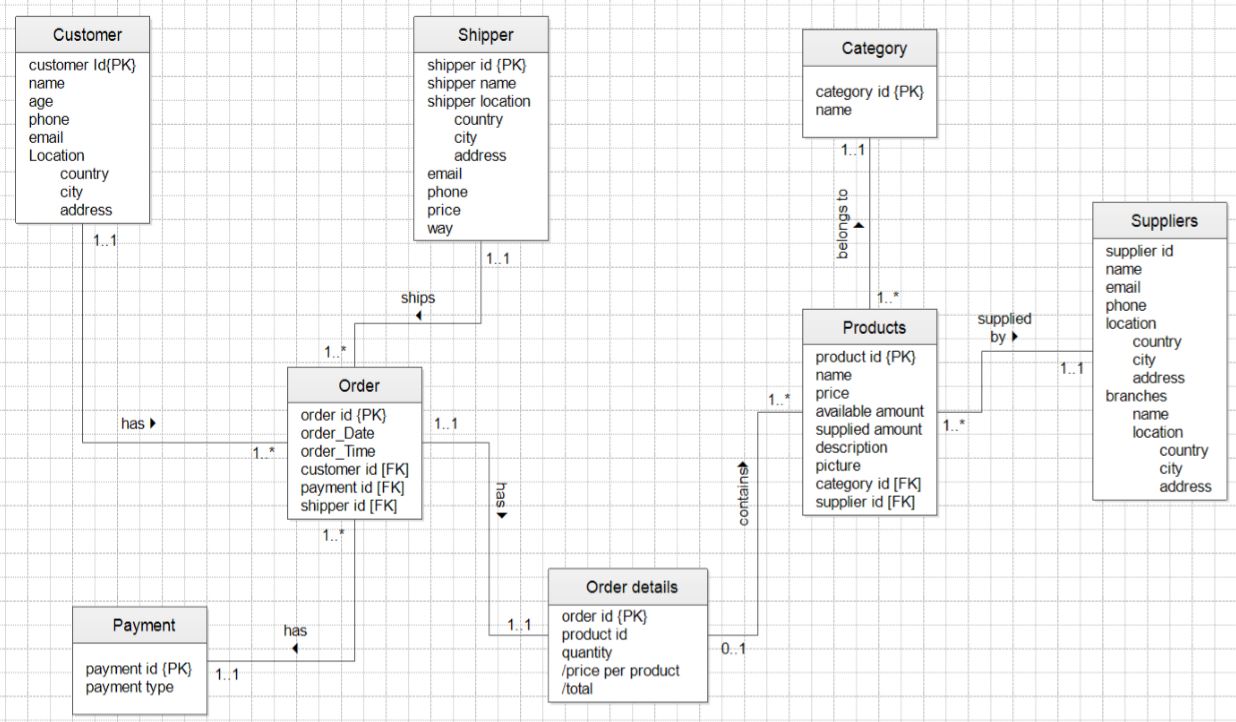 Customer
customer Id{PK}
name
age
phone
email
Location
country
city
address
1..1
has
1..*
Shipper
shipper id {PK}
shipper name
shipper location
country
city
address
email
phone
price
way
1..1
ships
1..*
Order
order id {PK}
order_Date
order_Time
customer id [FK]
payment id [FK]
shipper id [FK]
1..*
has
1..1
Payment
payment id {PK}
payment type
1..1
has
1..1
Order details
order id {PK}
product id
quantity
/price per product
/total
0..1
contains
1..*
Category
category id {PK}
name
1..1
belongs to
1..*
Products
product id {PK}
name
price
available amount
supplied amount
description
picture
category id [FK]
supplier id [FK]
1..*
supplied
by
1..1
Suppliers
supplier id
name
email
phone
location
country
city
address
branches
name
location
country
city
address